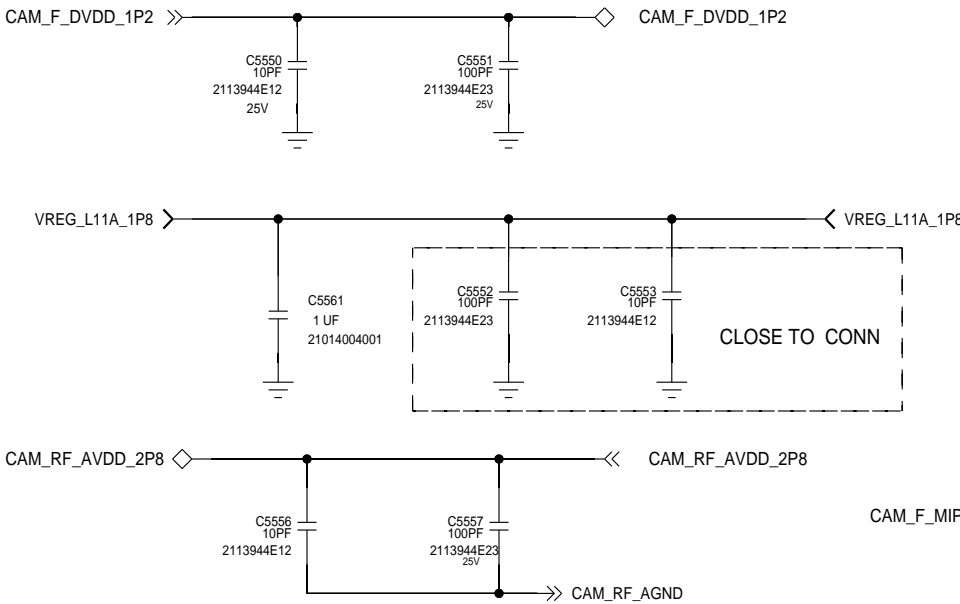 CAM_F_DVDD_1P2
CAM_F_DVDD_1P2
C5550
10PF
2113944E12
25V
C5551
100PF
2113944E23
25V
VREG_L11A_1P8
VREG_L11A_1P8
C5561
1 UF
21014004001
C5552
100PF
2113944E23
C5553
10PF
2113944E12
CLOSE TO CONN
CAM_RF_AVDD_2P8
CAM_RF_AVDD_2P8
C5556
10PF
2113944E12
C5557
100PF
2113944E23
25V
CAM_F_MIP
CAM_RF_AGND